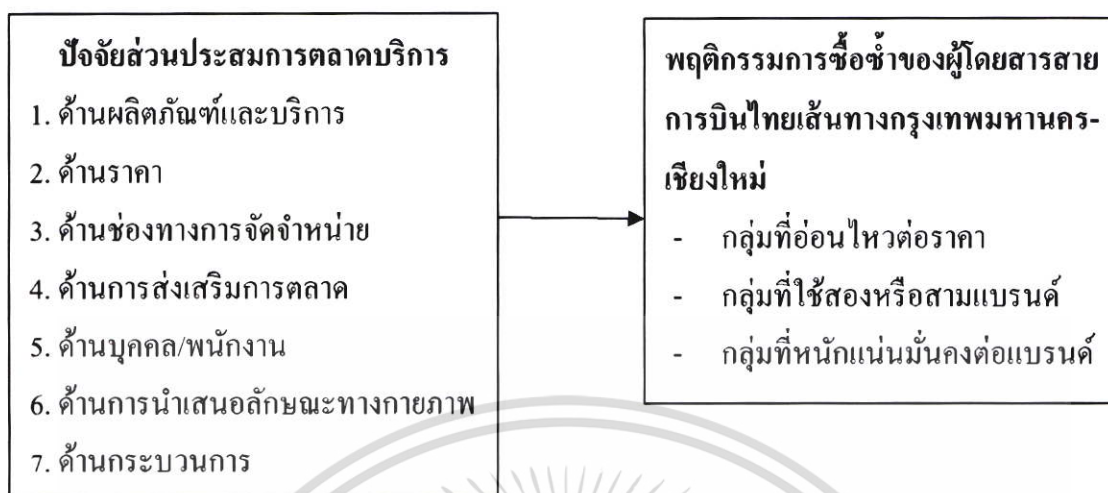 ปัจจัยส่วนประสมการตลาดบริการ
1. ด้านผลิตภัณฑ์และบริการ
2. ด้านราคา
3. ด้านช่องทางการจัดจำหน่าย
4. ด้านการส่งเสริมการตลาด
5. ด้านบุคคล/พนักงาน
6. ด้านการนำเสนอลักษณะทางกายภาพ
7. ด้านกระบวนการ
พฤติกรรมการซื้อซ้ำของผู้โดยสารสาย
การบินไทยเส้นทางกรุงเทพมหานคร-
เชียงใหม่
- กลุ่มที่อ่อนไหวต่อราคา
- กลุ่มที่ใช้สองหรือสามแบรนด์
- กลุ่มที่หนักแน่นมั่นคงต่อแบรนด์